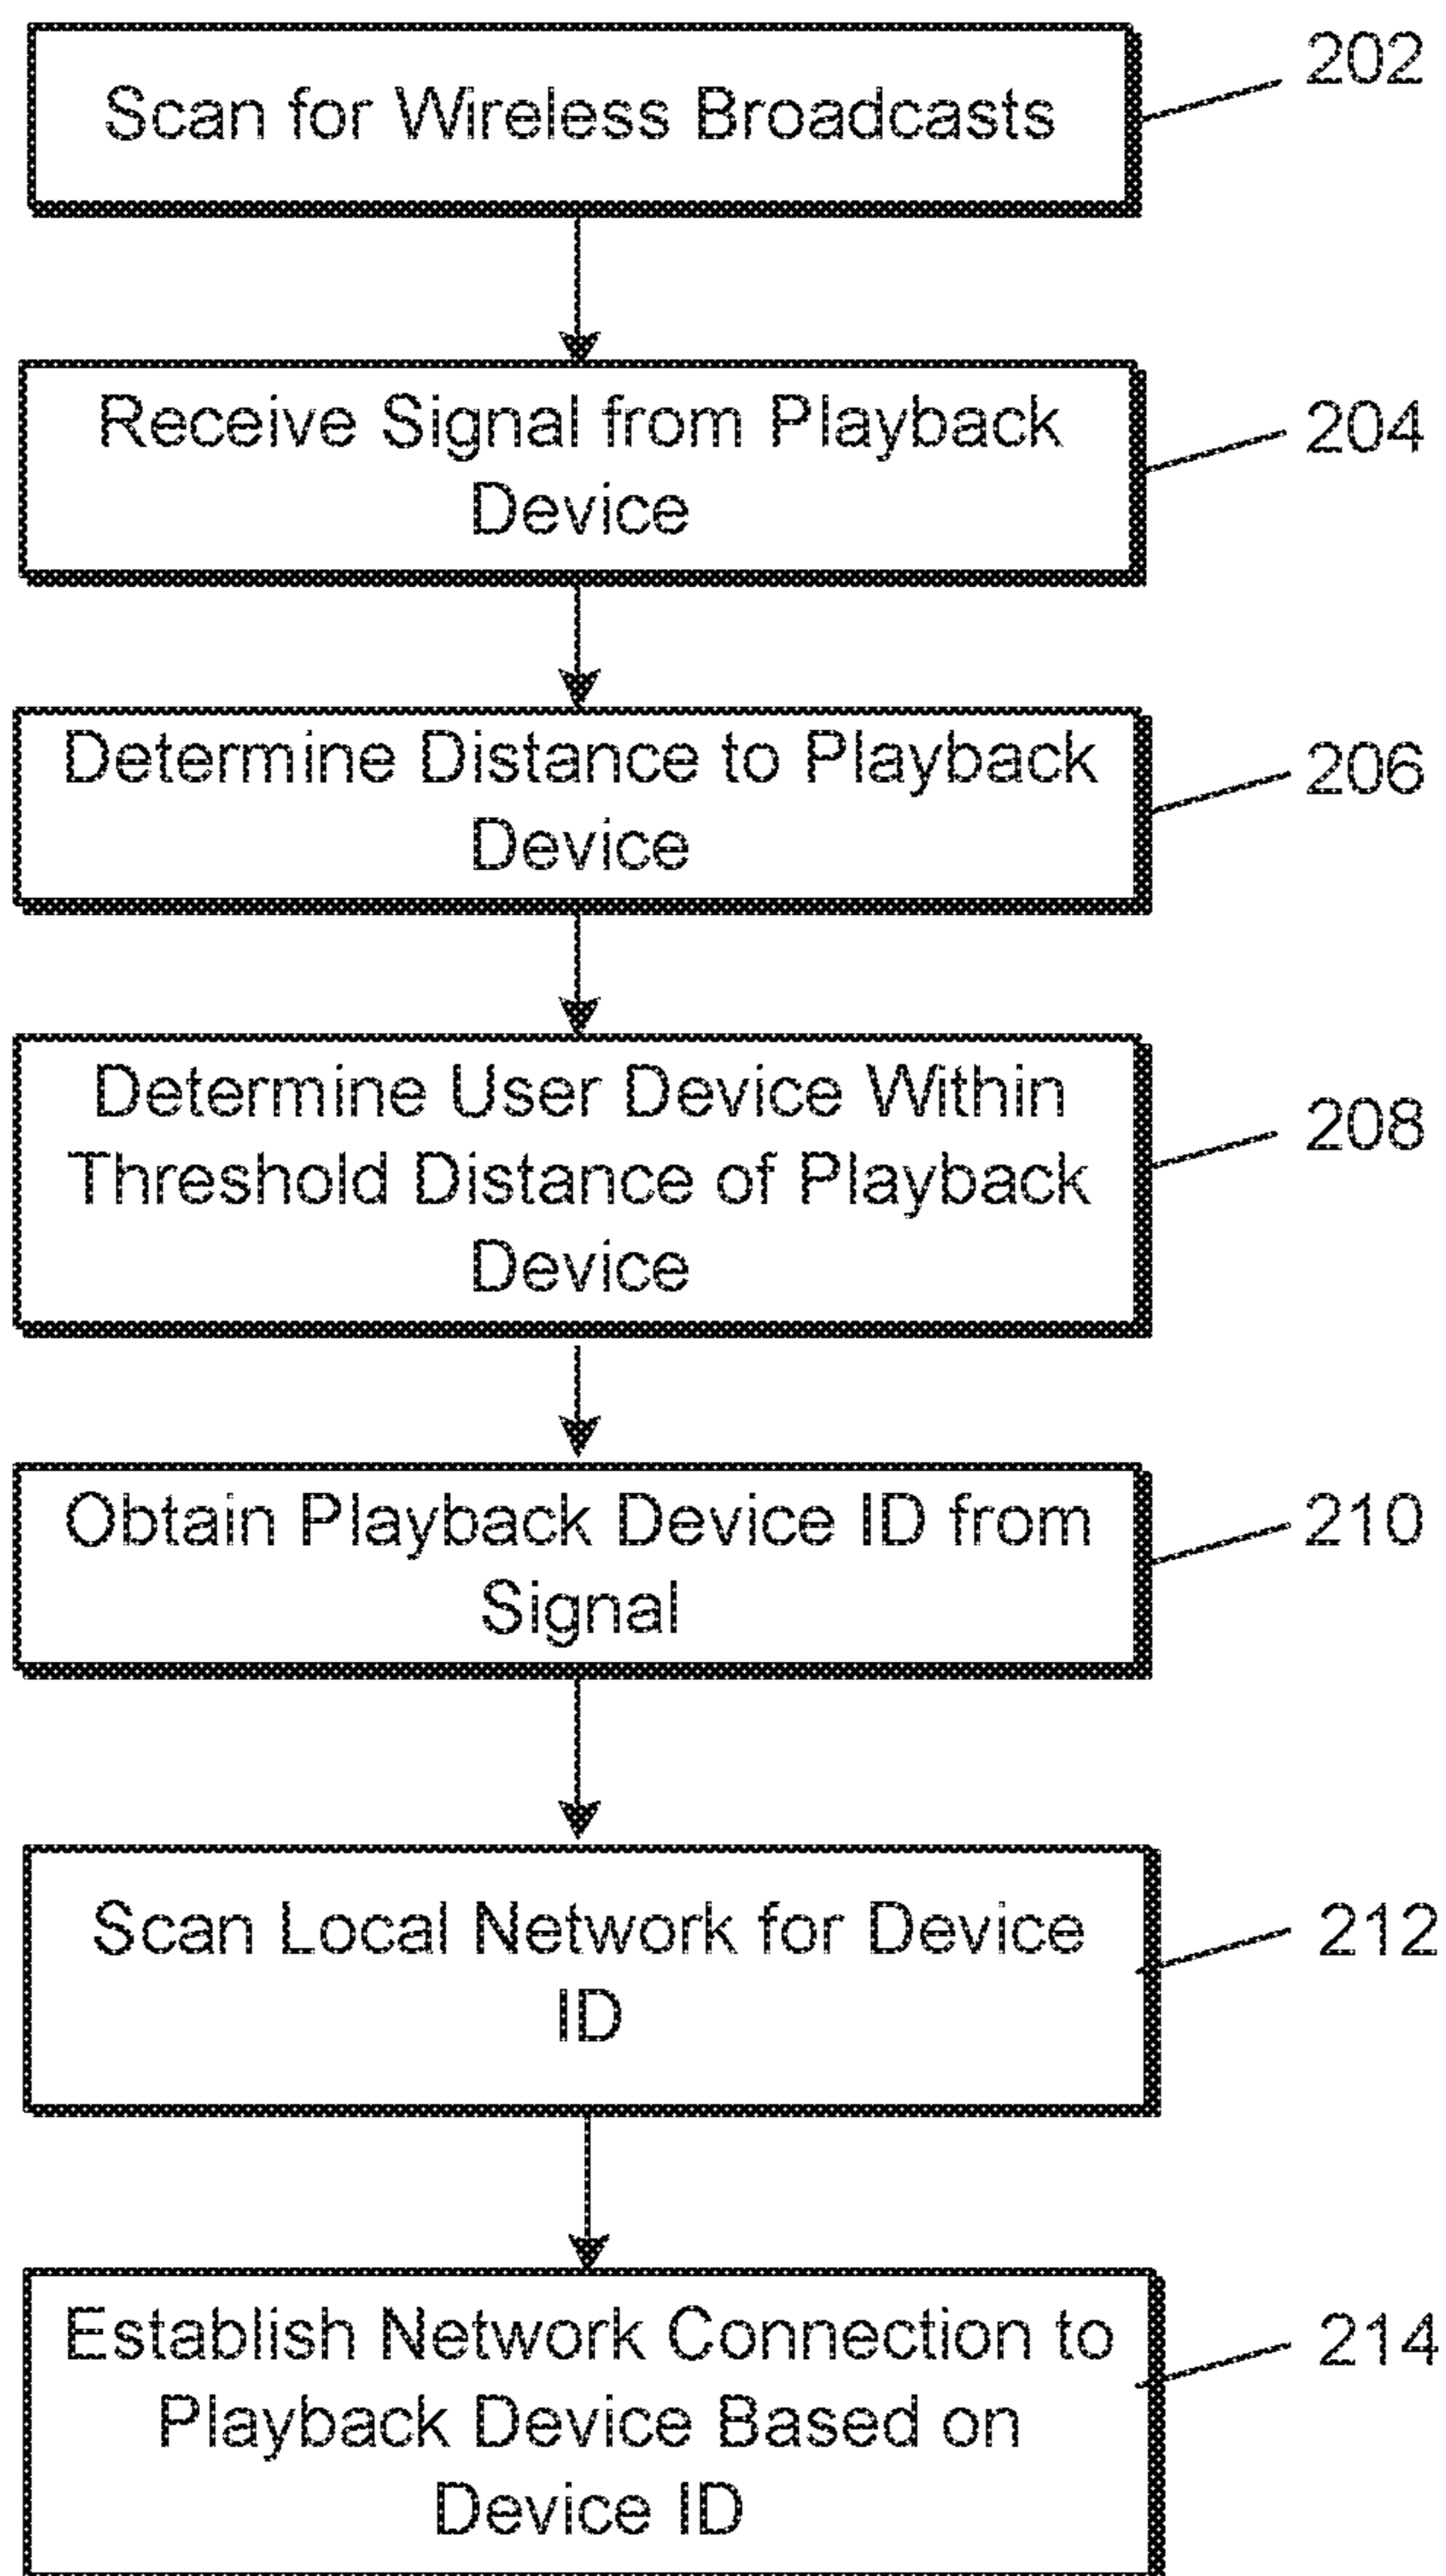 Scan for Wireless Broadcasts
202
Receive Signal from Playback
Device
204
Determine Distance to Playback
Device
206
Determine User Device Within
Threshold Distance of Playback
Device
208
Obtain Playback Device ID from
Signal
210
Scan Local Network for Device
ID
212
Establish Network Connection to
Playback Device Based on
Device ID
214